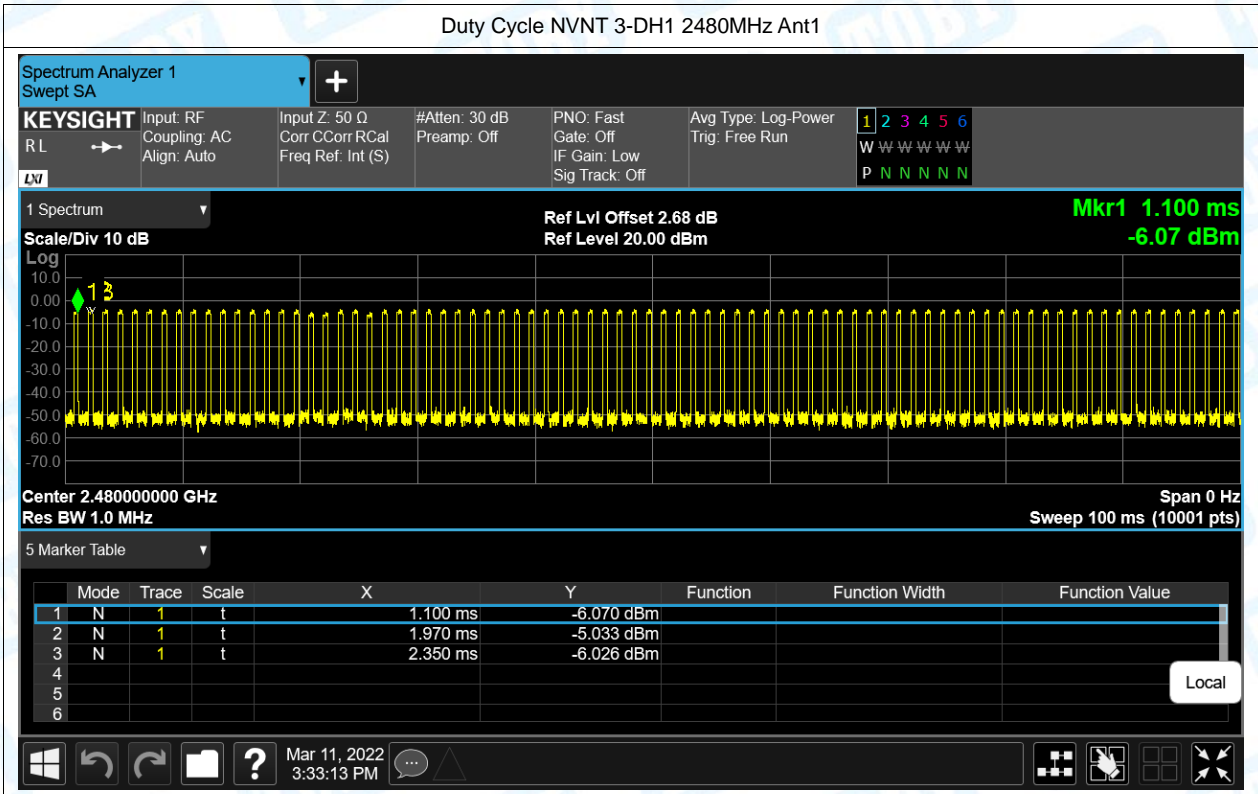 Duty Cycle NVNT 3-DH1 2480MHz Ant1
Spectrum Analyzer 1
Swept SA
KEYSIGHT
RL
LXI
Input: RF
Coupling: AC
Align: Auto
Input Z: 50 Ω
Corr CCorr RCal
Freq Ref: Int (S)
#Atten: 30 dB
Preamp: Off
PNO: Fast
Gate: Off
IF Gain: Low
Sig Track: Off
Avg Type: Log-Power
Trig: Free Run
1 2 3 4 5 6
W W W W W W
P N N N N N
1 Spectrum
Scale/Div 10 dB
Ref Lvl Offset 2.68 dB
Ref Level 20.00 dBm
Mkr1 1.100 ms
-6.07 dBm
Log
10.0
0.00
-10.0
-20.0
-30.0
-40.0
-50.0
-60.0
-70.0
1 3
Center 2.480000000 GHz
Res BW 1.0 MHz
Span 0 Hz
Sweep 100 ms (10001 pts)
5 Marker Table
Mode Trace Scale X Y Function Function Width Function Value
1 N 1 t 1.100 ms -6.070 dBm
2 N 1 t 1.970 ms -5.033 dBm
3 N 1 t 2.350 ms -6.026 dBm
4
5
6
Local
?
Mar 11, 2022
3:33:13 PM